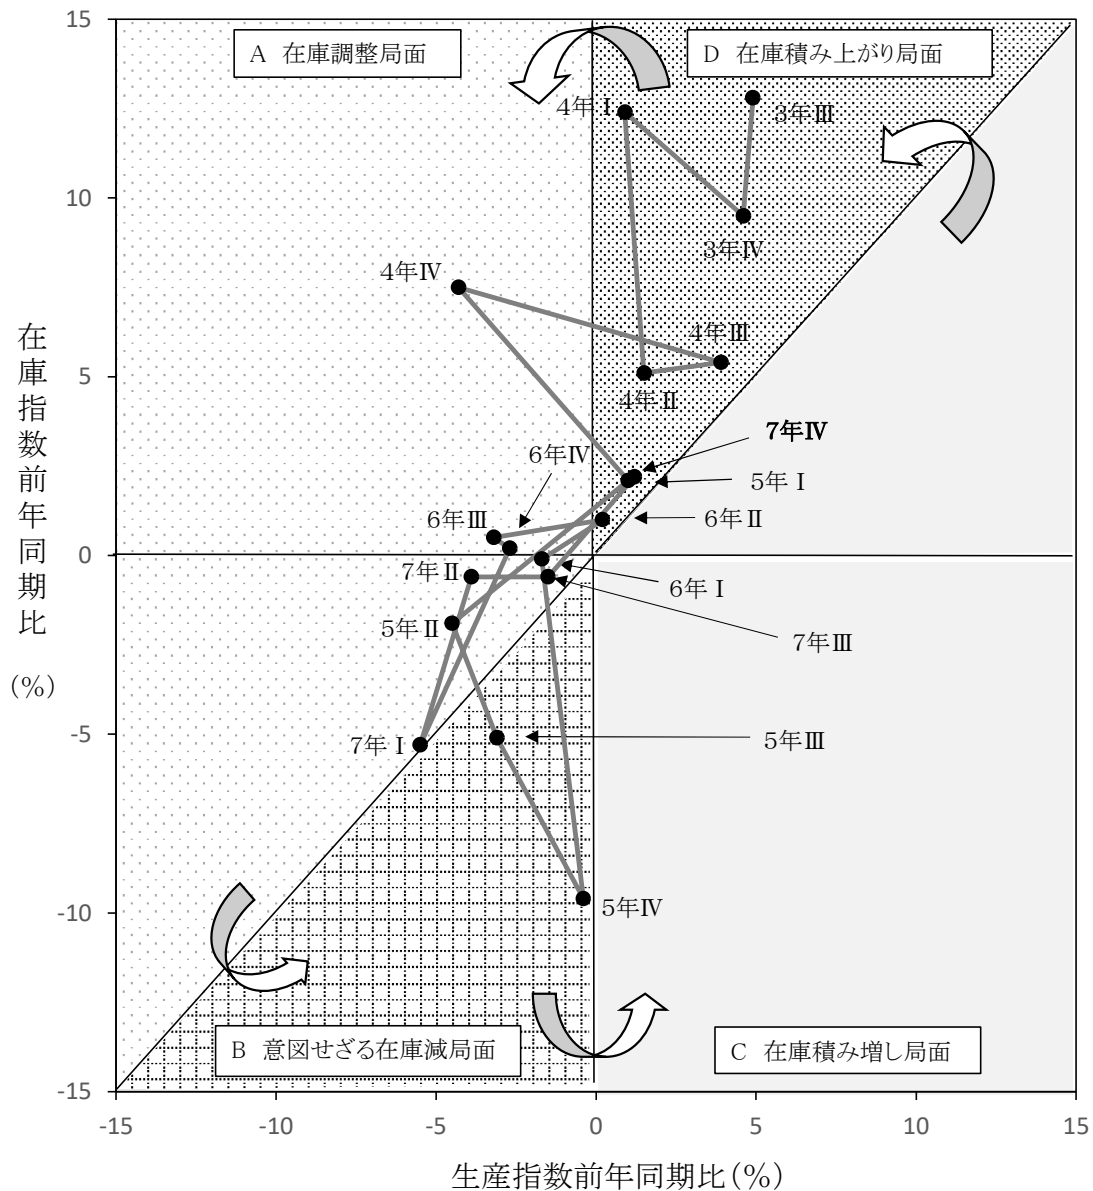 15
A 在庫調整局面
D 在庫積み上がり局面
4年Ⅰ
3年Ⅲ
10
3年Ⅳ
4年Ⅳ
4年Ⅲ
5
4年Ⅱ
7年Ⅳ
6年Ⅳ
5年Ⅰ
6年Ⅲ
6年Ⅱ
0
7年Ⅱ
6年Ⅰ
5年Ⅱ
7年Ⅲ
7年Ⅰ
5年Ⅲ
-5
5年Ⅳ
-10
B 意図せざる在庫減局面
C 在庫積み増し局面
-15
-15 -10 -5 0 5 10 15
在庫指数前年同期比
(%)
生産指数前年同期比(%)